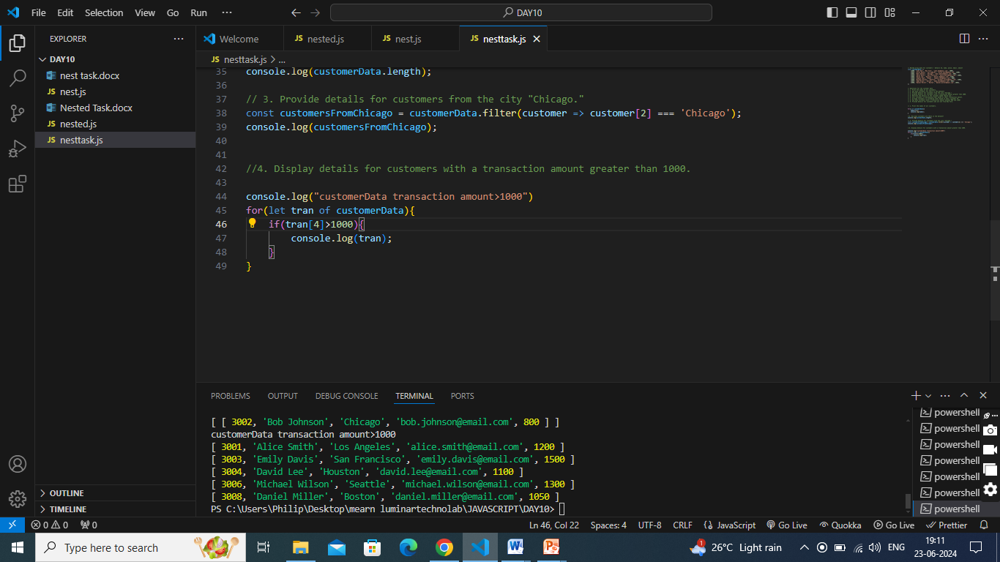 File Edit Selection View Go Run ··· DAY10
EXPLORER ···
Welcome
JS nested.js
JS nest.js
JS nesttask.js
DAY10
JS nesttask.js > ...
nest task.docx
JS nest.js
Nested Task.docx
JS nested.js
JS nesttask.js
35 console.log(customerData.length);
36
37 // 3. Provide details for customers from the city "Chicago."
38 const customersFromChicago = customerData.filter(customer => customer[2] === 'Chicago');
39 console.log(customersFromChicago);
40
41
42 //4. Display details for customers with a transaction amount greater than 1000.
43
44 console.log("customerData transaction amount>1000")
45 for(let tran of customerData){
46 if(tran[4]>1000){
47 console.log(tran);
48 }
49 }
PROBLEMS OUTPUT DEBUG CONSOLE TERMINAL PORTS
[ [ 3002, 'Bob Johnson', 'Chicago', 'bob.johnson@email.com', 800 ] ]
customerData transaction amount>1000
[ 3001, 'Alice Smith', 'Los Angeles', 'alice.smith@email.com', 1200 ]
[ 3003, 'Emily Davis', 'San Francisco', 'emily.davis@email.com', 1500 ]
[ 3004, 'David Lee', 'Houston', 'david.lee@email.com', 1100 ]
[ 3006, 'Michael Wilson', 'Seattle', 'michael.wilson@email.com', 1300 ]
[ 3008, 'Daniel Miller', 'Boston', 'daniel.miller@email.com', 1050 ]
PS C:\Users\Philip\Desktop\mearn luminartechnolab\JAVASCRIPT\DAY10>
powershell
powershell
powershell
powershell
powershell
powershell
powershell
OUTLINE
TIMELINE
0 0 0 Ln 46, Col 22 Spaces: 4 UTF-8 CRLF {} JavaScript Go Live Quokka Go Live Prettier
Type here to search
1 26°C Light rain ENG 19:11
23-06-2024